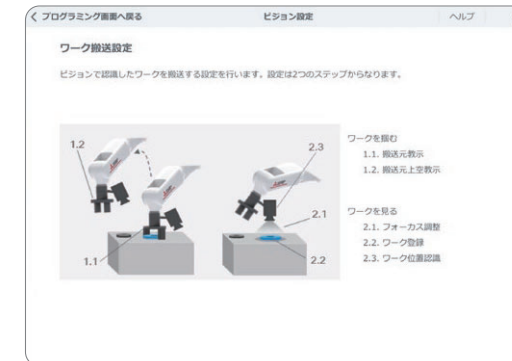 プログラミング画面へ戻る
ビジョン設定
ヘルプ
ワーク搬送設定
ビジョンで認識したワークを搬送する設定を行います。設定は2つのステップからなります。
1.2
1.1
2.3
2.1
2.2
ワークを掴む
1.1. 搬送元教示
1.2. 搬送元上空教示
ワークを見る
2.1. フォーカス調整
2.2. ワーク登録
2.3. ワーク位置認識